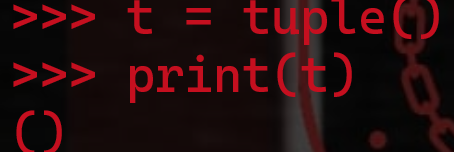 >>> t = tuple()
>>> print(t)
()